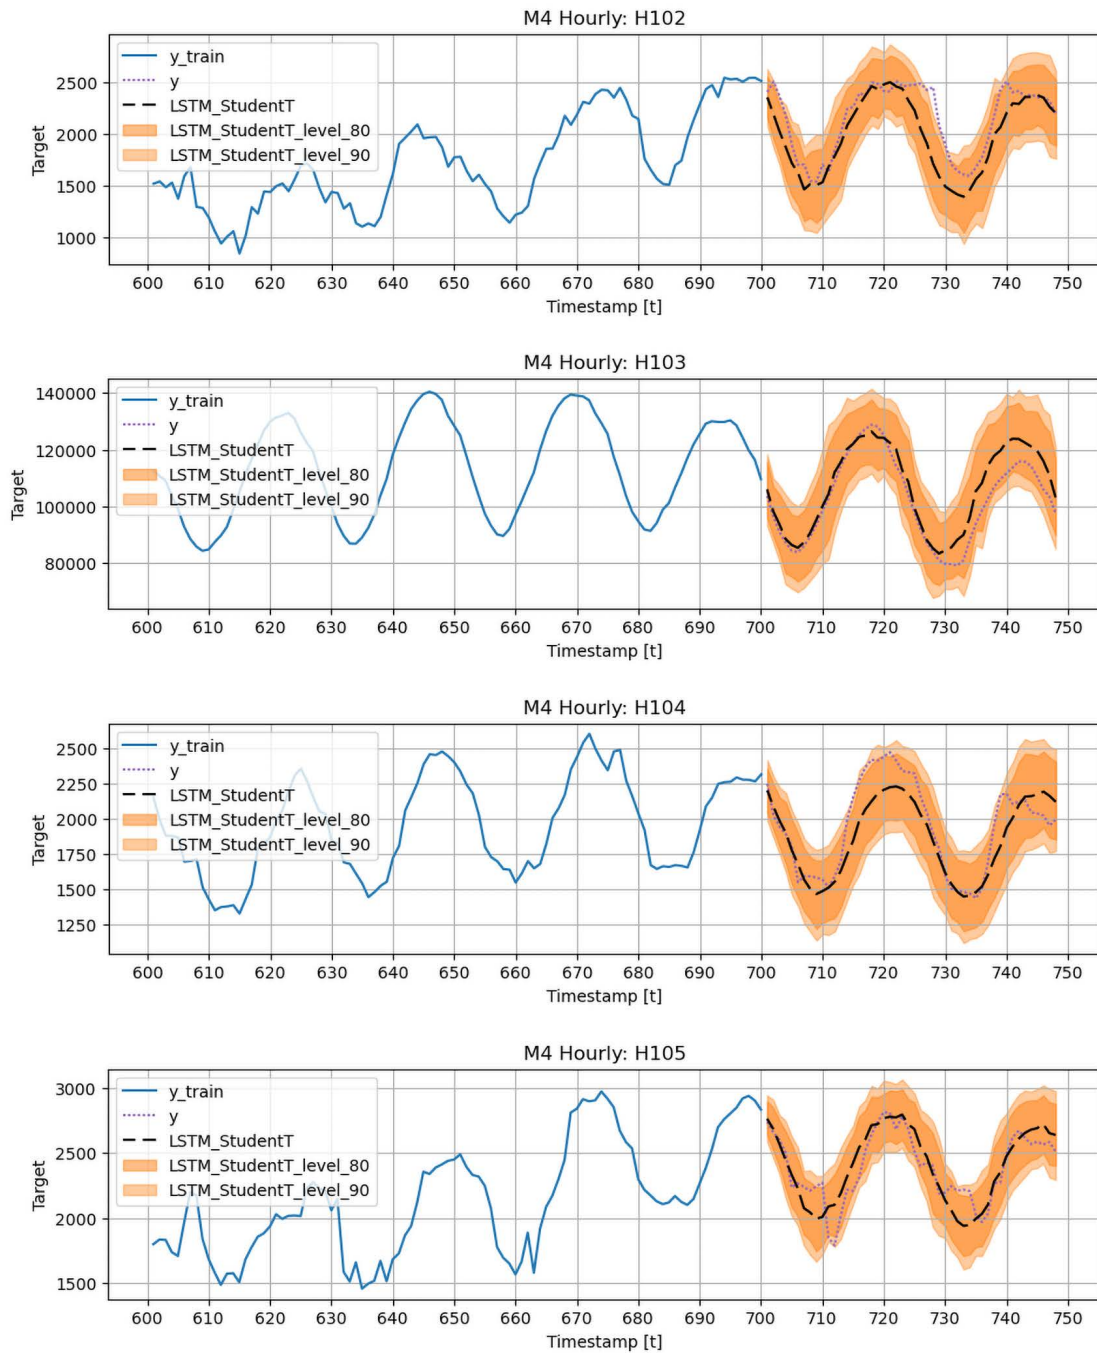 M4 Hourly: H102
y_train
y
LSTM_StudentT
LSTM_StudentT_level_80
LSTM_StudentT_level_90
Target
2500
2000
1500
1000
600 610 620 630 640 650 660 670 680 690 700 710 720 730 740 750
Timestamp [t]
M4 Hourly: H103
y_train
y
LSTM_StudentT
LSTM_StudentT_level_80
LSTM_StudentT_level_90
Target
140000
120000
100000
80000
600 610 620 630 640 650 660 670 680 690 700 710 720 730 740 750
Timestamp [t]
M4 Hourly: H104
y_train
y
LSTM_StudentT
LSTM_StudentT_level_80
LSTM_StudentT_level_90
Target
2500
2250
2000
1750
1500
1250
600 610 620 630 640 650 660 670 680 690 700 710 720 730 740 750
Timestamp [t]
M4 Hourly: H105
y_train
y
LSTM_StudentT
LSTM_StudentT_level_80
LSTM_StudentT_level_90
Target
3000
2500
2000
1500
600 610 620 630 640 650 660 670 680 690 700 710 720 730 740 750
Timestamp [t]